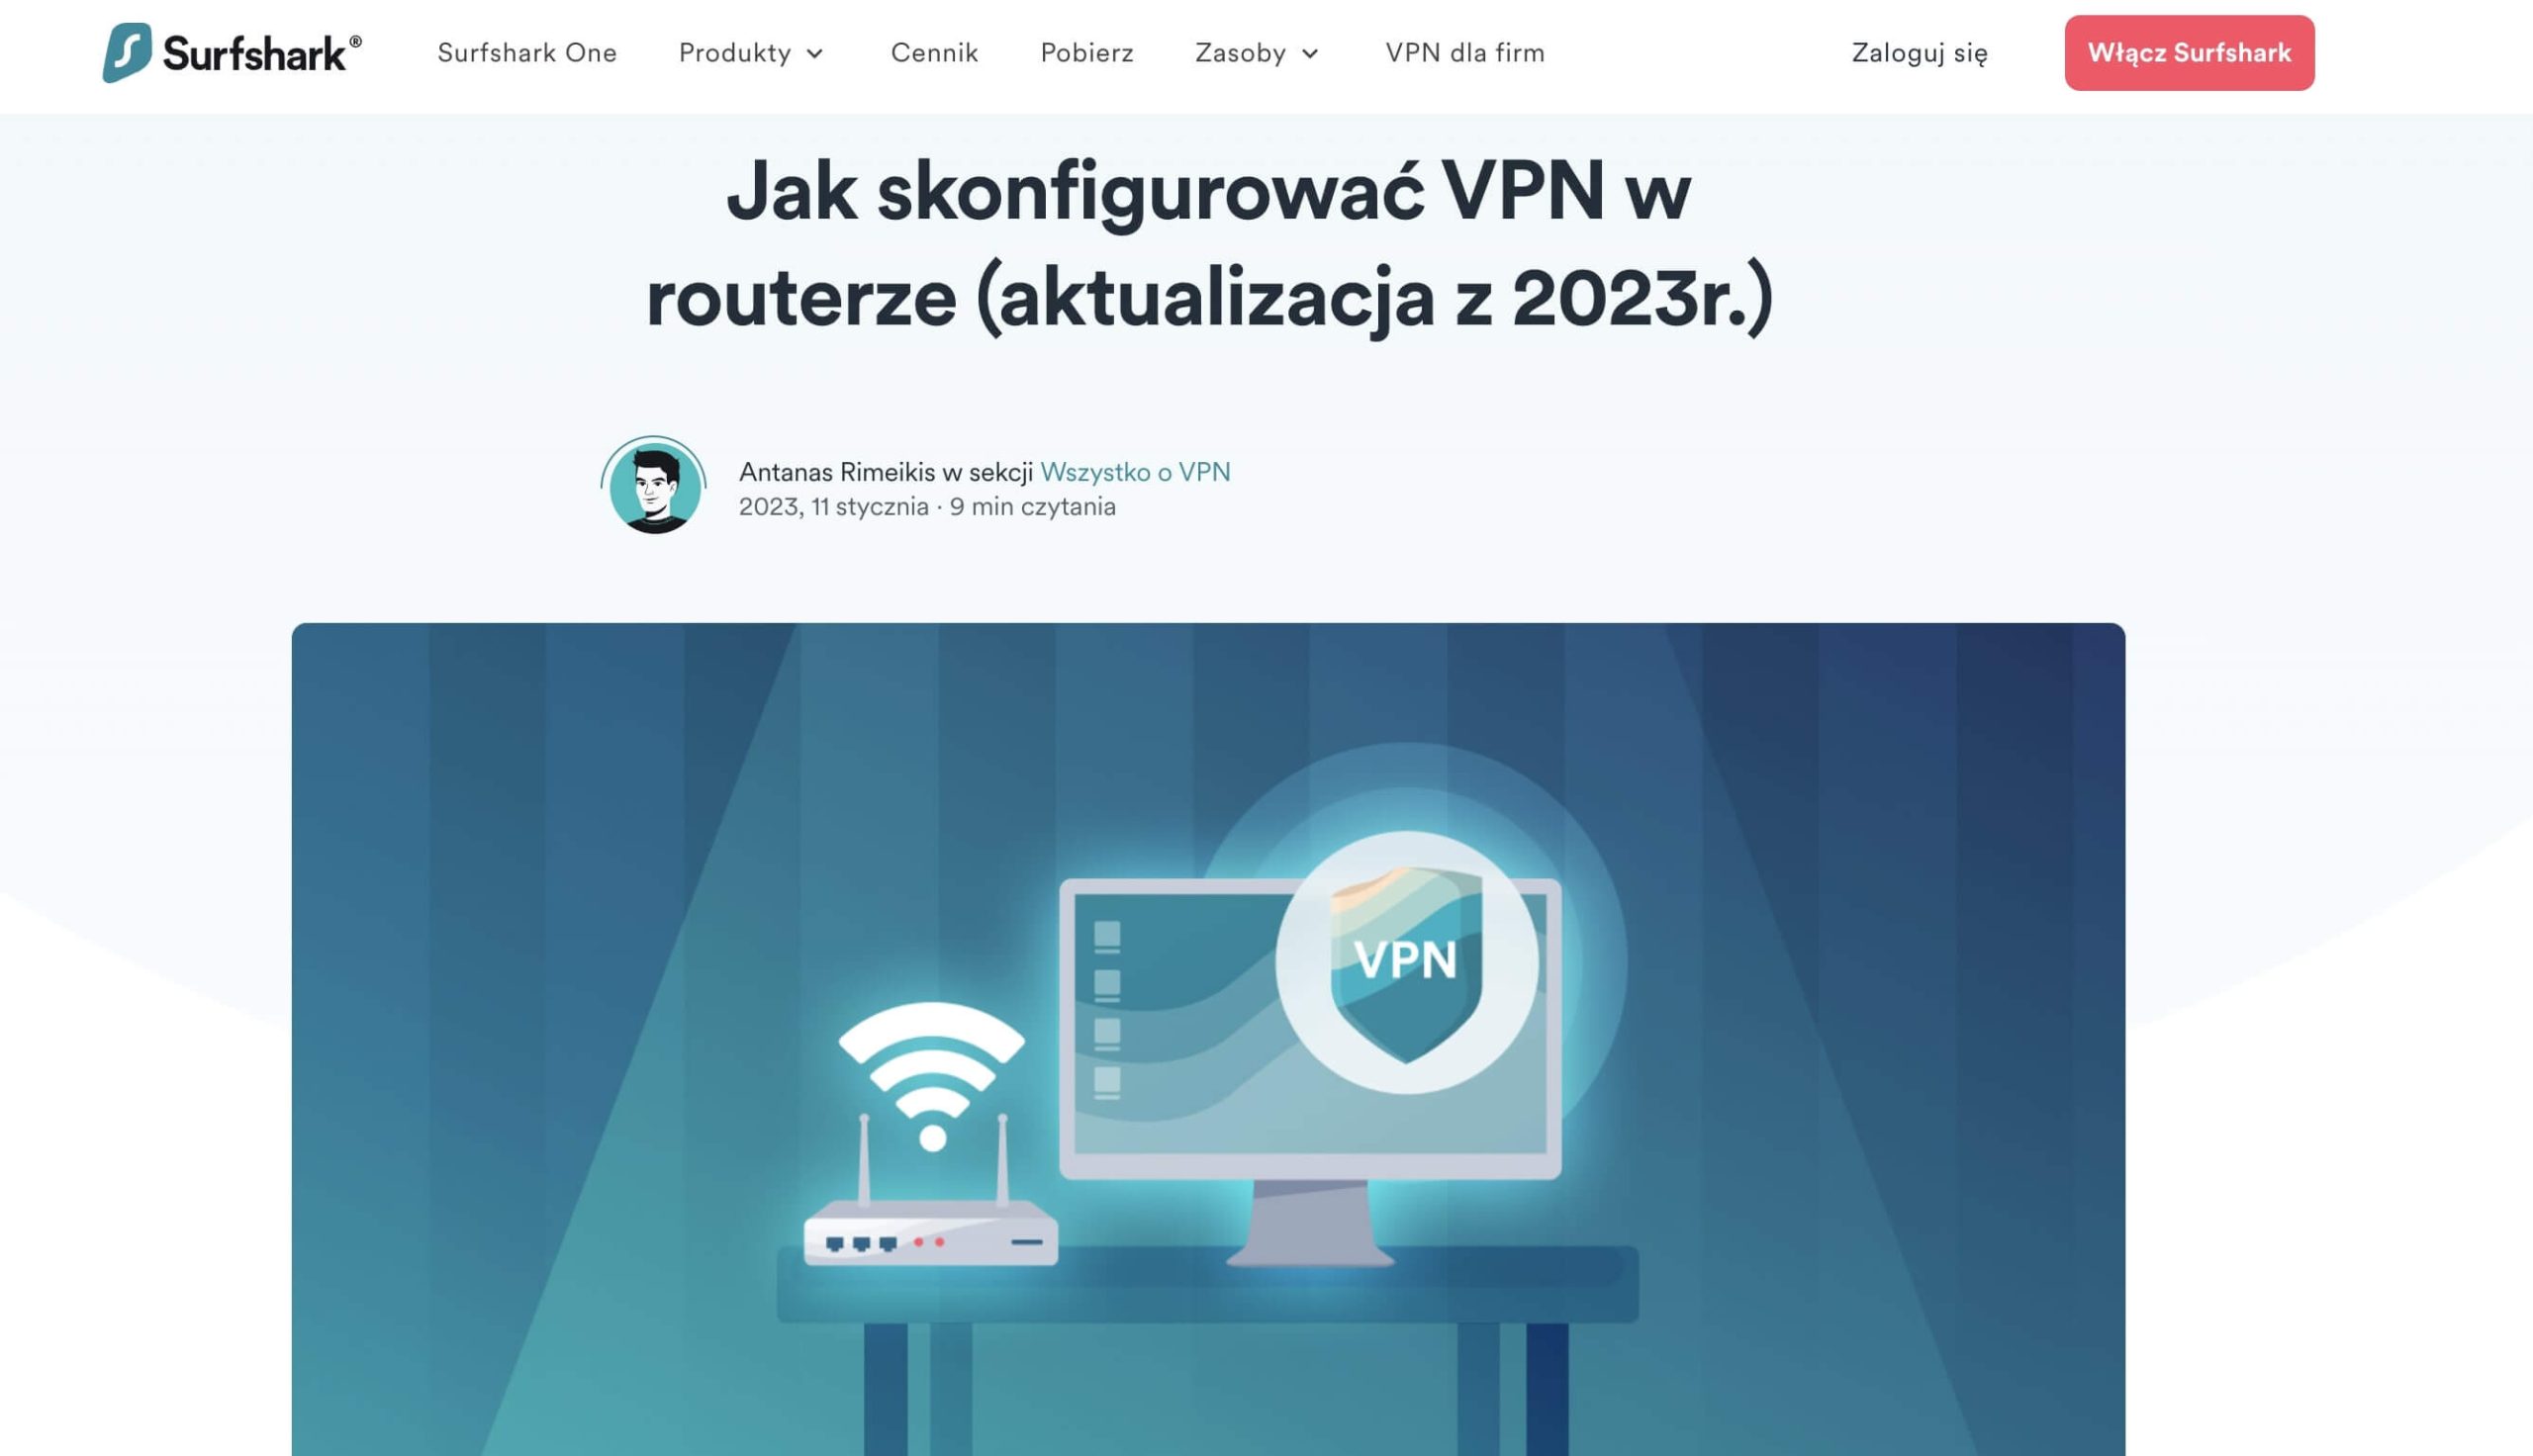 Surfshark®
Surfshark One
Produkty
Cennik
Pobierz
Zasoby
VPN dla firm
Zaloguj się
Włącz Surfshark
Jak skonfigurować VPN w
routerze (aktualizacja z 2023r.)
Antanas Rimeikis w sekcji Wszystko o VPN
2023, 11 stycznia · 9 min czytania
VPN